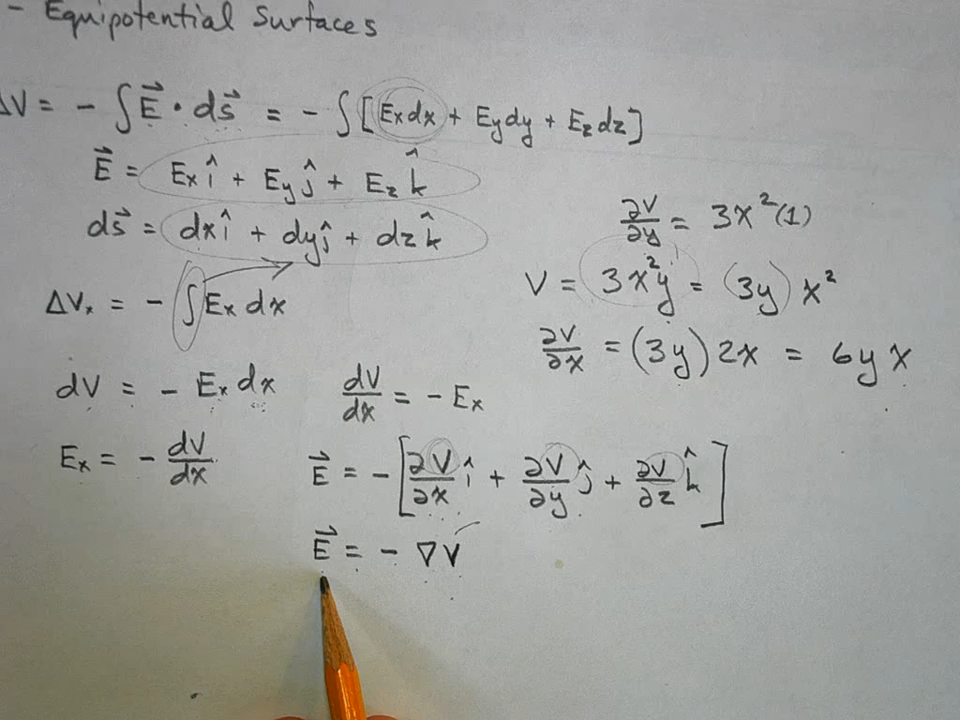 - Equipotential Surfaces
ΔV = - ∫ E⃗ • ds⃗ = - ∫ [Exdx + Eydy + Ezdz]
E⃗ = Ex î + Ey ĵ + Ez k̂
ds⃗ = dx î + dy ĵ + dz k̂
ΔVx = - ∫ Ex dx
dV = - Ex dx
dV/dx = - Ex
Ex = - dV/dx
E⃗ = - [∂V/∂x î + ∂V/∂y ĵ + ∂V/∂z k̂]
E⃗ = - ∇V
∂V/∂y = 3x²(1)
V = 3x²y = (3y) x²
∂V/∂x = (3y) 2x = 6yx